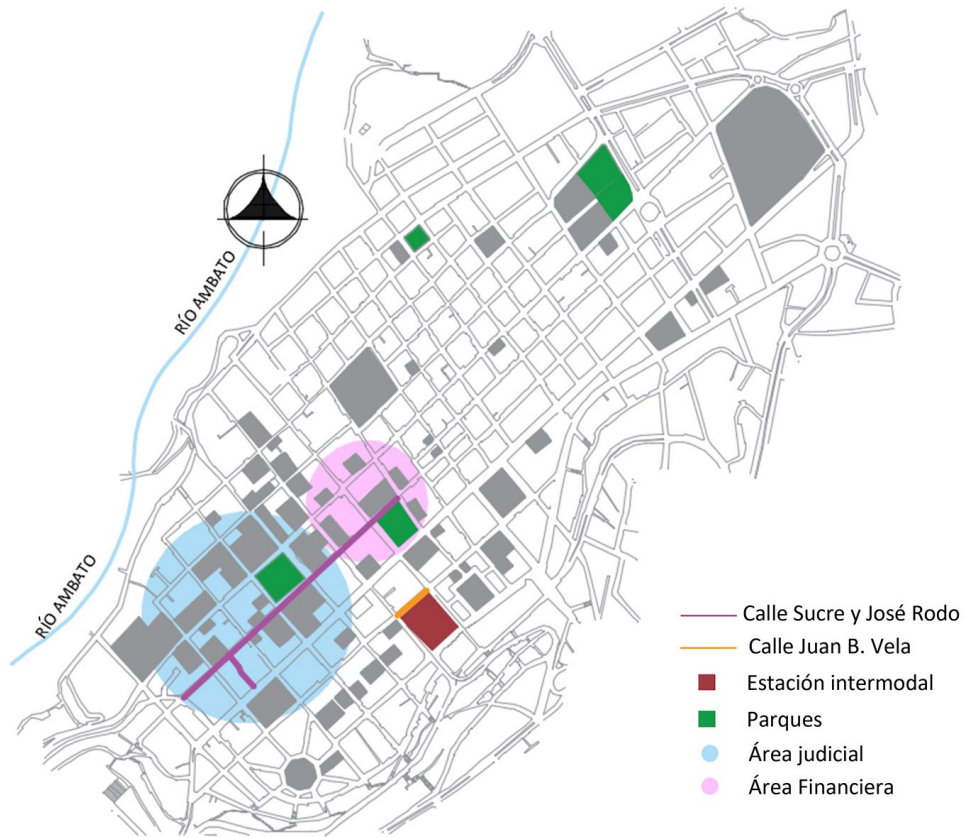 RÍO AMBATO
RÍO AMBATO
Calle Sucre y José Rodo
Calle Juan B. Vela
Estación intermodal
Parques
Área judicial
Área Financiera